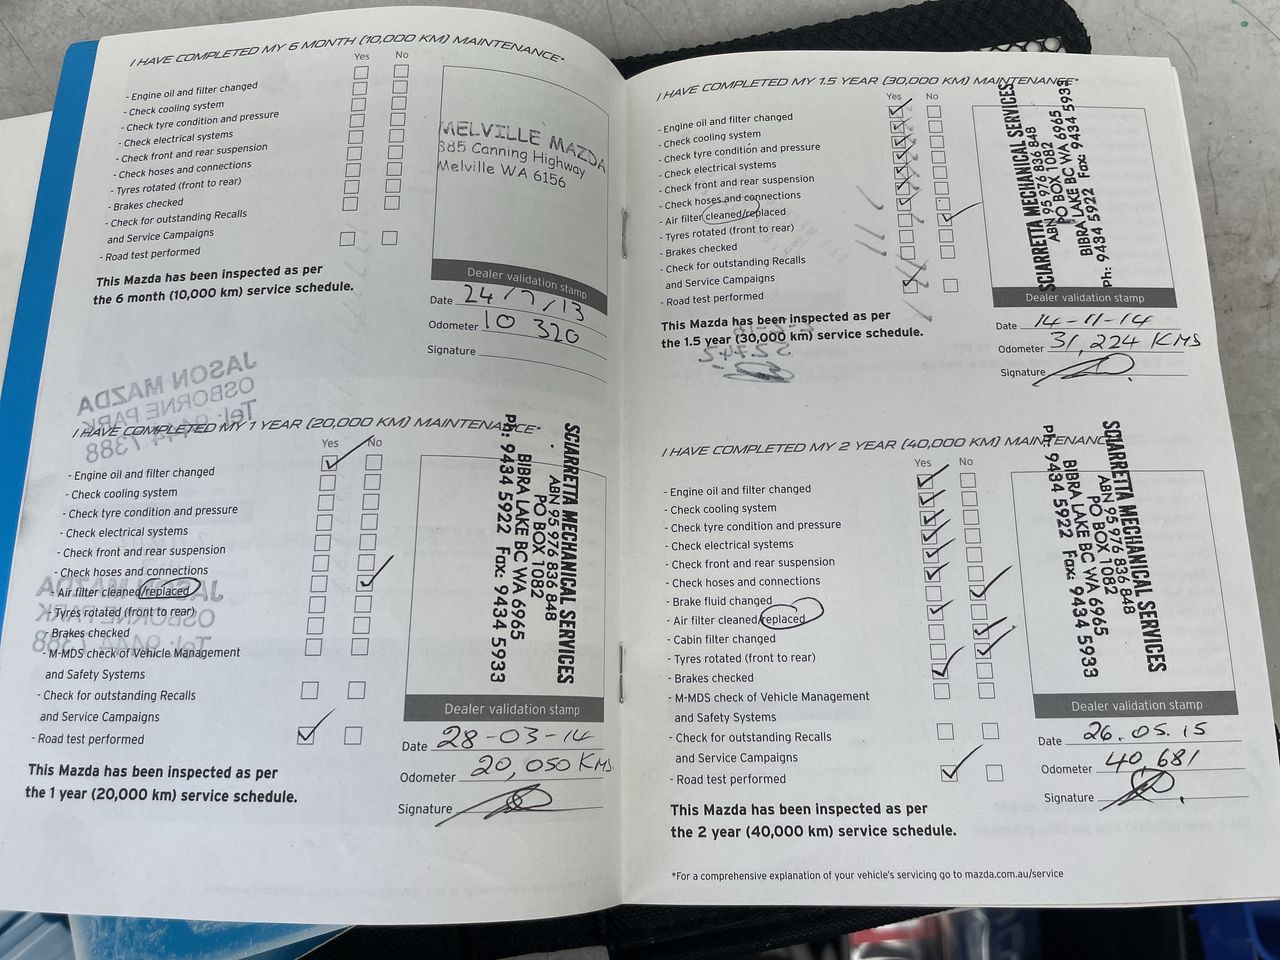 I HAVE COMPLETED MY 6 MONTH (10,000 KM) MAINTENANCE*
Yes No
- Engine oil and filter changed
- Check cooling system
- Check tyre condition and pressure
- Check electrical systems
- Check front and rear suspension
- Check hoses and connections
- Tyres rotated (front to rear)
- Brakes checked
- Check for outstanding Recalls
and Service Campaigns
- Road test performed
This Mazda has been inspected as per
the 6 month (10,000 km) service schedule.
MELVILLE MAZDA
385 Canning Highway
Melville WA 6156
Dealer validation stamp
Date 24/7/13
Odometer 10 320
Signature
JASON MAZDA
OSBORNE PARK
Tel: 9444 7388
I HAVE COMPLETED MY 1 YEAR (20,000 KM) MAINTENANCE*
Yes No
- Engine oil and filter changed
- Check cooling system
- Check tyre condition and pressure
- Check electrical systems
- Check front and rear suspension
- Check hoses and connections
- Air filter cleaned/replaced
- Tyres rotated (front to rear)
- Brakes checked
- M-MDS check of Vehicle Management
and Safety Systems
- Check for outstanding Recalls
and Service Campaigns
- Road test performed
This Mazda has been inspected as per
the 1 year (20,000 km) service schedule.
JASON MAZDA
OSBORNE PARK
Tel: 9444 7388
SCIARRETTA MECHANICAL SERVICES
ABN 95 976 836 848
PO BOX 1082
BIBRA LAKE BC WA 6965
Ph: 9434 5922 Fax: 9434 5933
Dealer validation stamp
Date 28-03-14
Odometer 20,050 KMS
Signature
I HAVE COMPLETED MY 1.5 YEAR (30,000 KM) MAINTENANCE*
Yes No
- Engine oil and filter changed
- Check cooling system
- Check tyre condition and pressure
- Check electrical systems
- Check front and rear suspension
- Check hoses and connections
- Air filter cleaned/replaced
- Tyres rotated (front to rear)
- Brakes checked
- Check for outstanding Recalls
and Service Campaigns
- Road test performed
This Mazda has been inspected as per
the 1.5 year (30,000 km) service schedule.
SCIARRETTA MECHANICAL SERVICES
ABN 95 976 836 848
PO BOX 1082
BIBRA LAKE BC WA 6965
Ph: 9434 5922 Fax: 9434 5933
Dealer validation stamp
Date 14-11-14
Odometer 31,224 KMS
Signature
I HAVE COMPLETED MY 2 YEAR (40,000 KM) MAINTENANC
Yes No
- Engine oil and filter changed
- Check cooling system
- Check tyre condition and pressure
- Check electrical systems
- Check front and rear suspension
- Check hoses and connections
- Brake fluid changed
- Air filter cleaned/replaced
- Cabin filter changed
- Tyres rotated (front to rear)
- Brakes checked
- M-MDS check of Vehicle Management
and Safety Systems
- Check for outstanding Recalls
and Service Campaigns
- Road test performed
This Mazda has been inspected as per
the 2 year (40,000 km) service schedule.
SCIARRETTA MECHANICAL SERVICES
ABN 95 976 836 848
PO BOX 1082
BIBRA LAKE BC WA 6965
Ph: 9434 5922 Fax: 9434 5933
Dealer validation stamp
Date 26.05.15
Odometer 40,681
Signature
*For a comprehensive explanation of your vehicle's servicing go to mazda.com.au/service